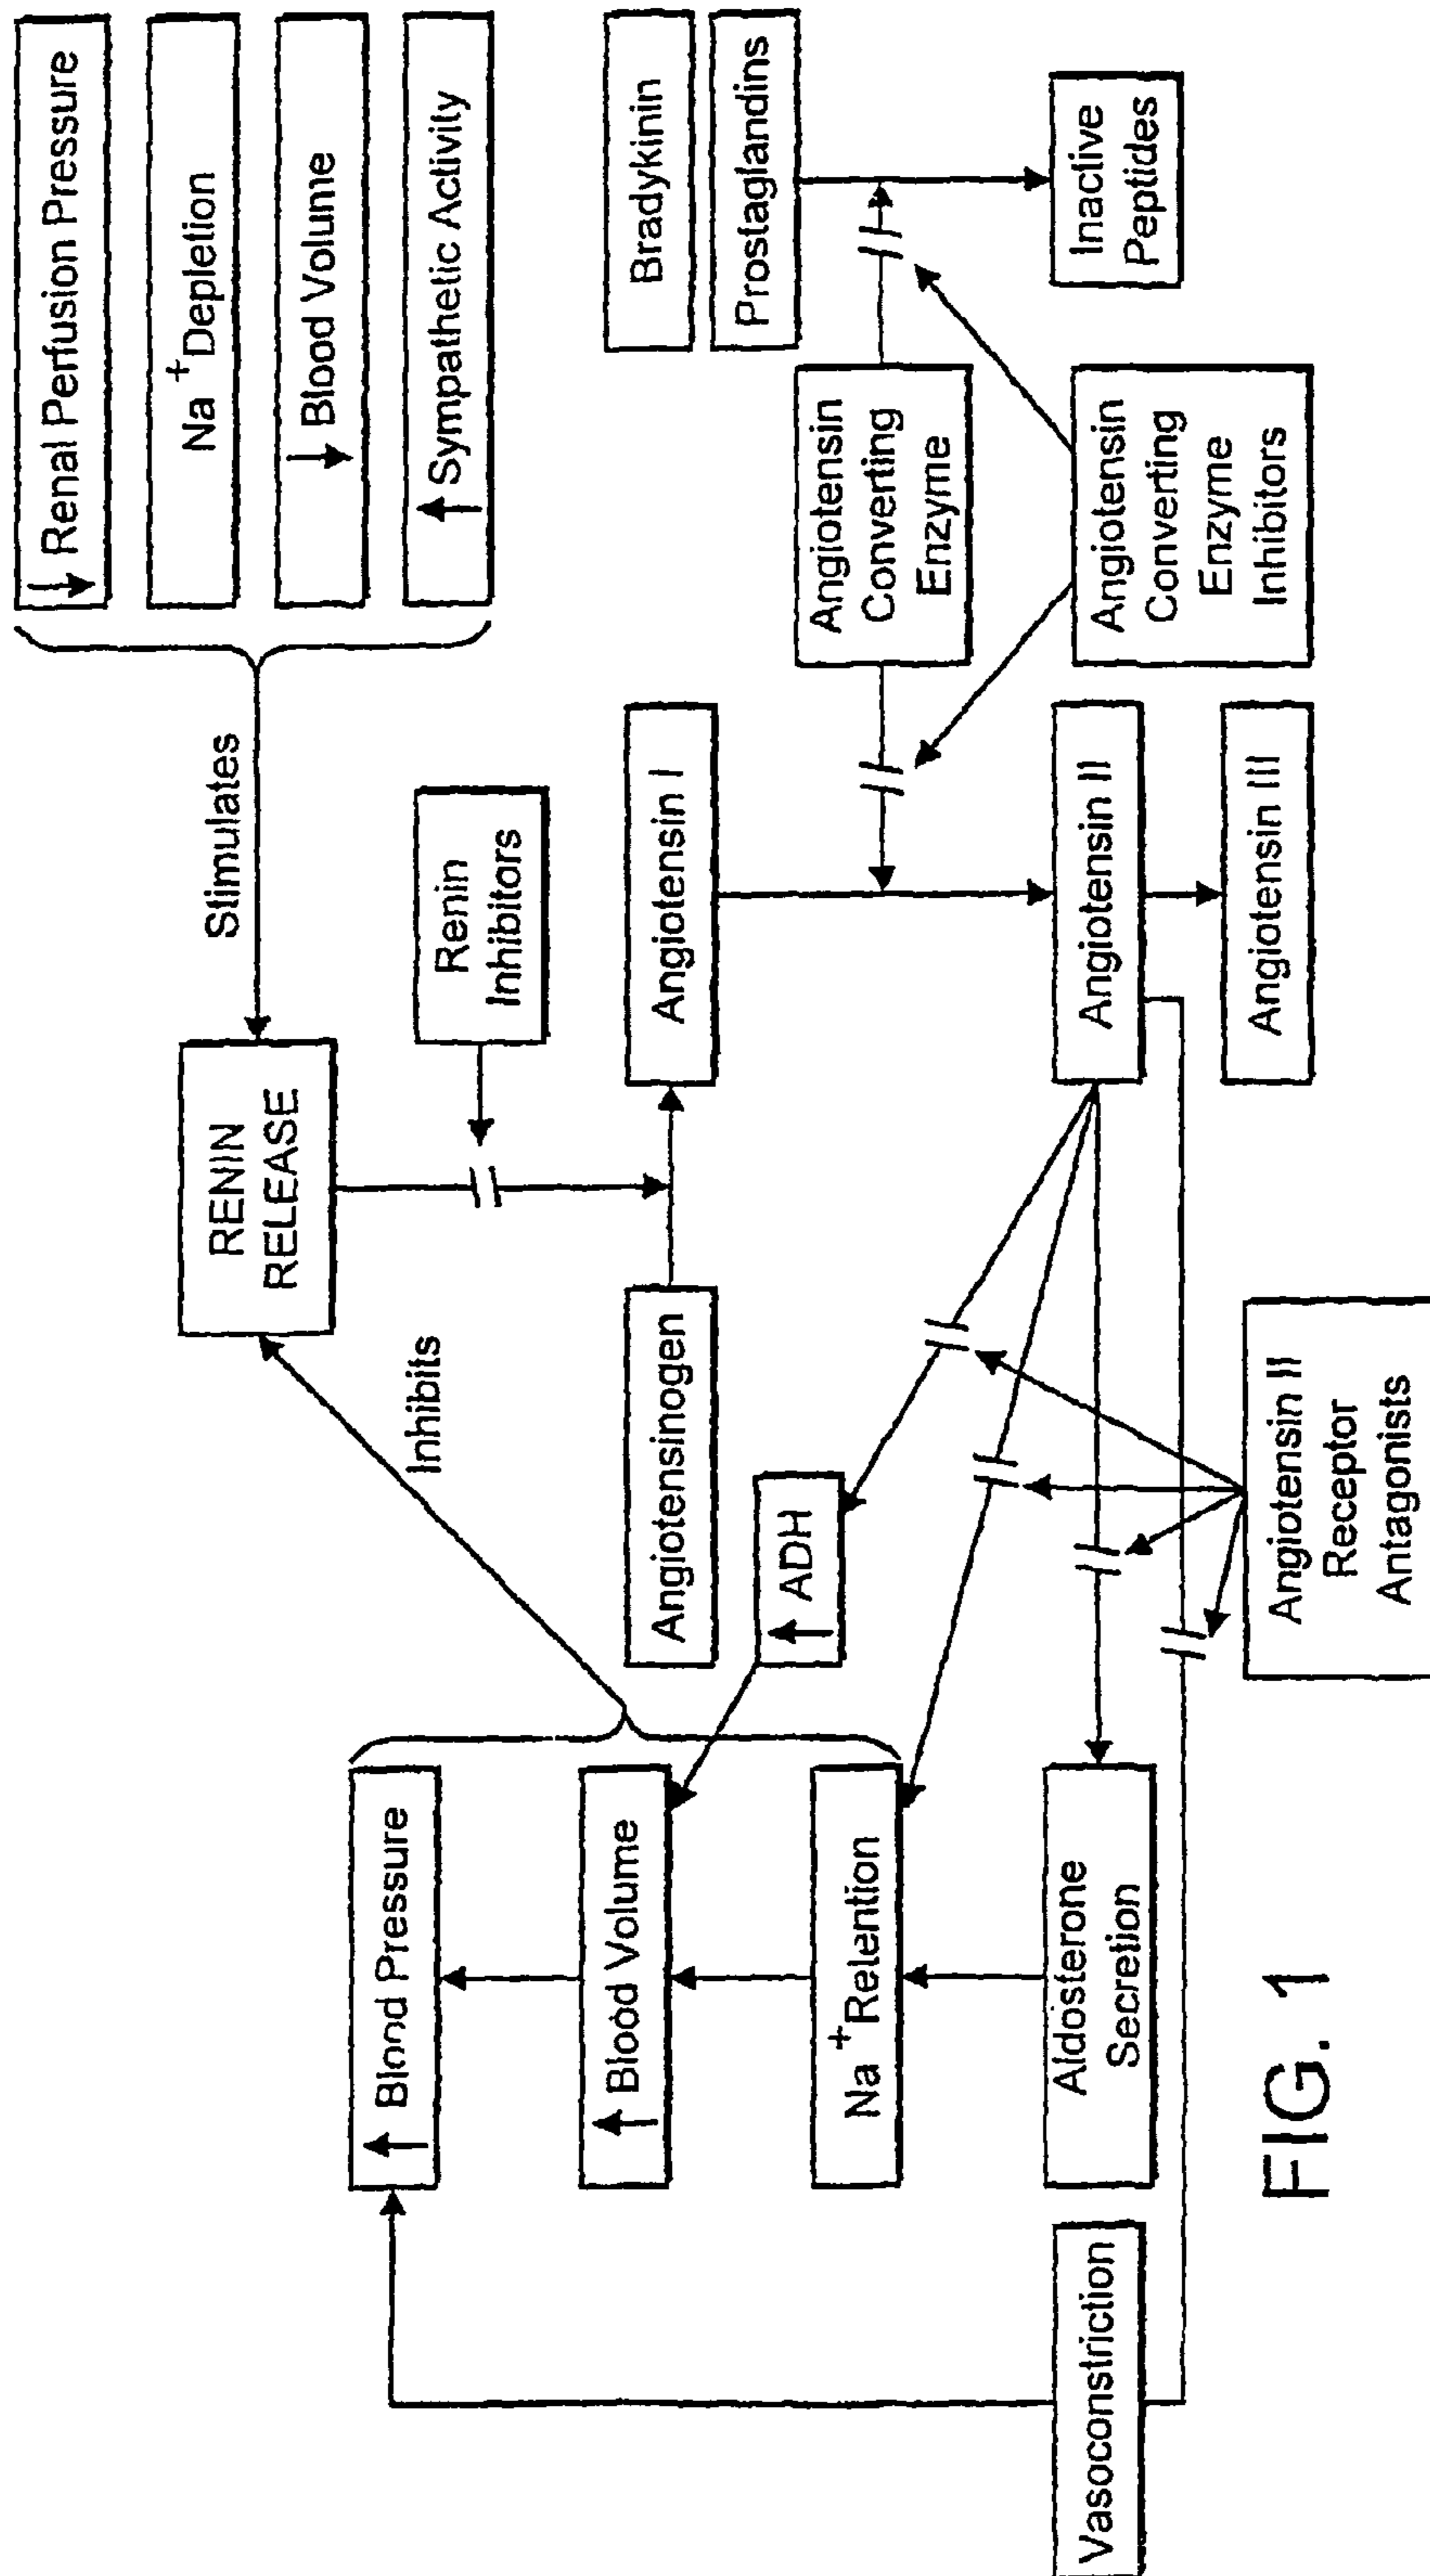 ↓ Renal Perfusion Pressure
Na + Depletion
↓ Blood Volume
↑ Sympathetic Activity
Stimulates
RENIN
RELEASE
Inhibits
Renin
Inhibitors
↑ Blood Pressure
↑ Blood Volume
Na + Relention
Aldosterone
Secretion
Vasoconstriction
Angiotensinogen
Angiotensin I
↑ ADH
Bradykinin
Prostaglandins
Angiotensin
Converting
Enzyme
Inactive
Peptides
Angiotensin
Converting
Enzyme
Inhibitors
Angiotensin II
Angiotensin III
Angiotensin II
Receptor
Antagonists
FIG. 1